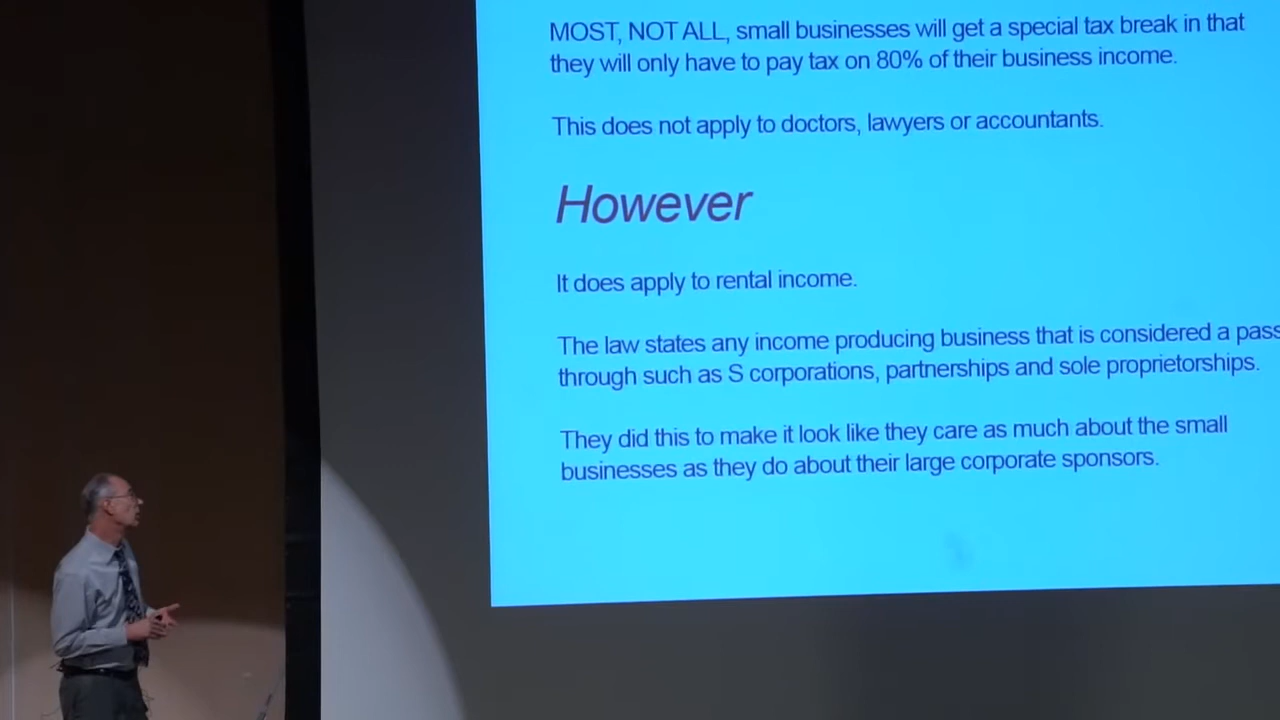 MOST, NOT ALL, small businesses will get a special tax break in that
they will only have to pay tax on 80% of their business income.
This does not apply to doctors, lawyers or accountants.
However
It does apply to rental income.
The law states any income producing business that is considered a pass
through such as S corporations, partnerships and sole proprietorships.
They did this to make it look like they care as much about the small
businesses as they do about their large corporate sponsors.